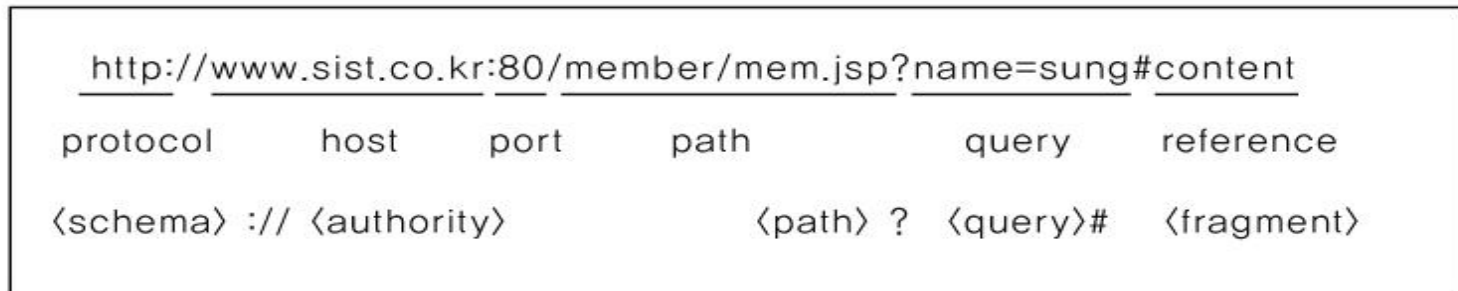 http://www.sist.co.kr:80/member/mem.jsp?name=sung#content
protocol host port path query reference
〈schema〉 :// 〈authority〉 〈path〉 ? 〈query〉# 〈fragment〉